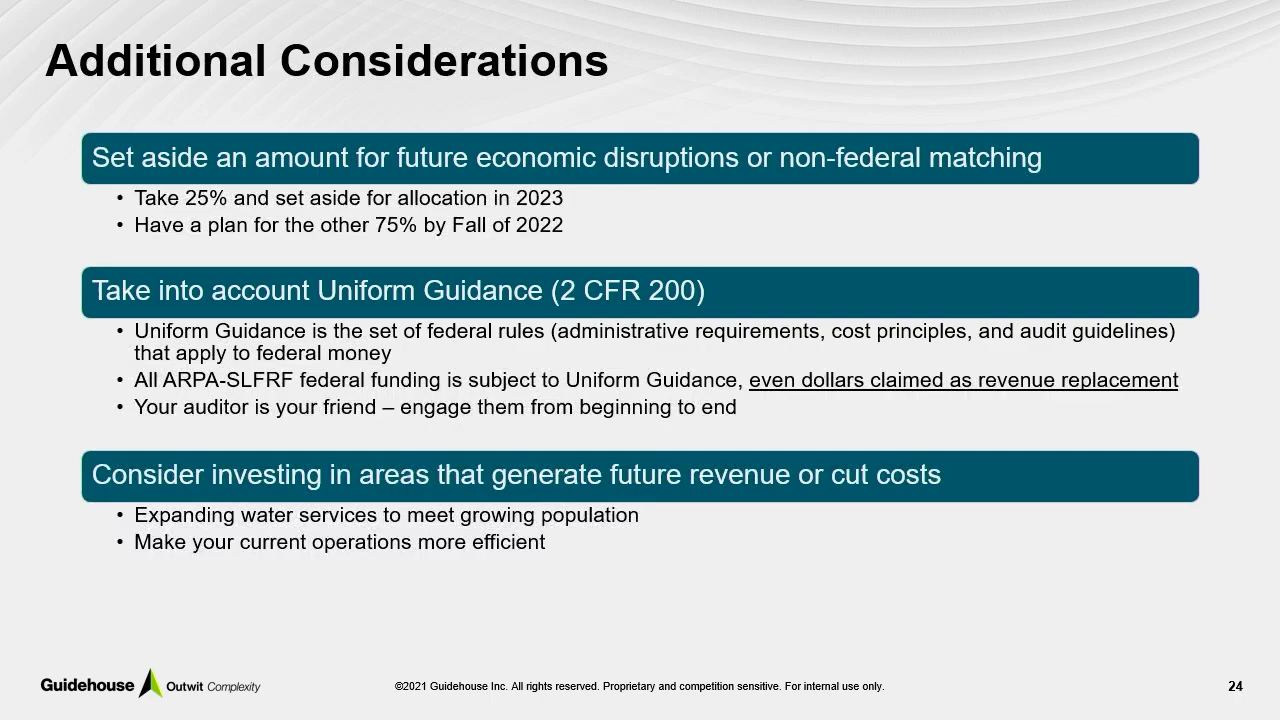 Additional Considerations
Set aside an amount for future economic disruptions or non-federal matching
• Take 25% and set aside for allocation in 2023
• Have a plan for the other 75% by Fall of 2022
Take into account Uniform Guidance (2 CFR 200)
• Uniform Guidance is the set of federal rules (administrative requirements, cost principles, and audit guidelines)
that apply to federal money
• All ARPA-SLFRF federal funding is subject to Uniform Guidance, even dollars claimed as revenue replacement
• Your auditor is your friend – engage them from beginning to end
Consider investing in areas that generate future revenue or cut costs
• Expanding water services to meet growing population
• Make your current operations more efficient
Guidehouse Outwit Complexity
©2021 Guidehouse Inc. All rights reserved. Proprietary and competition sensitive. For internal use only.
24